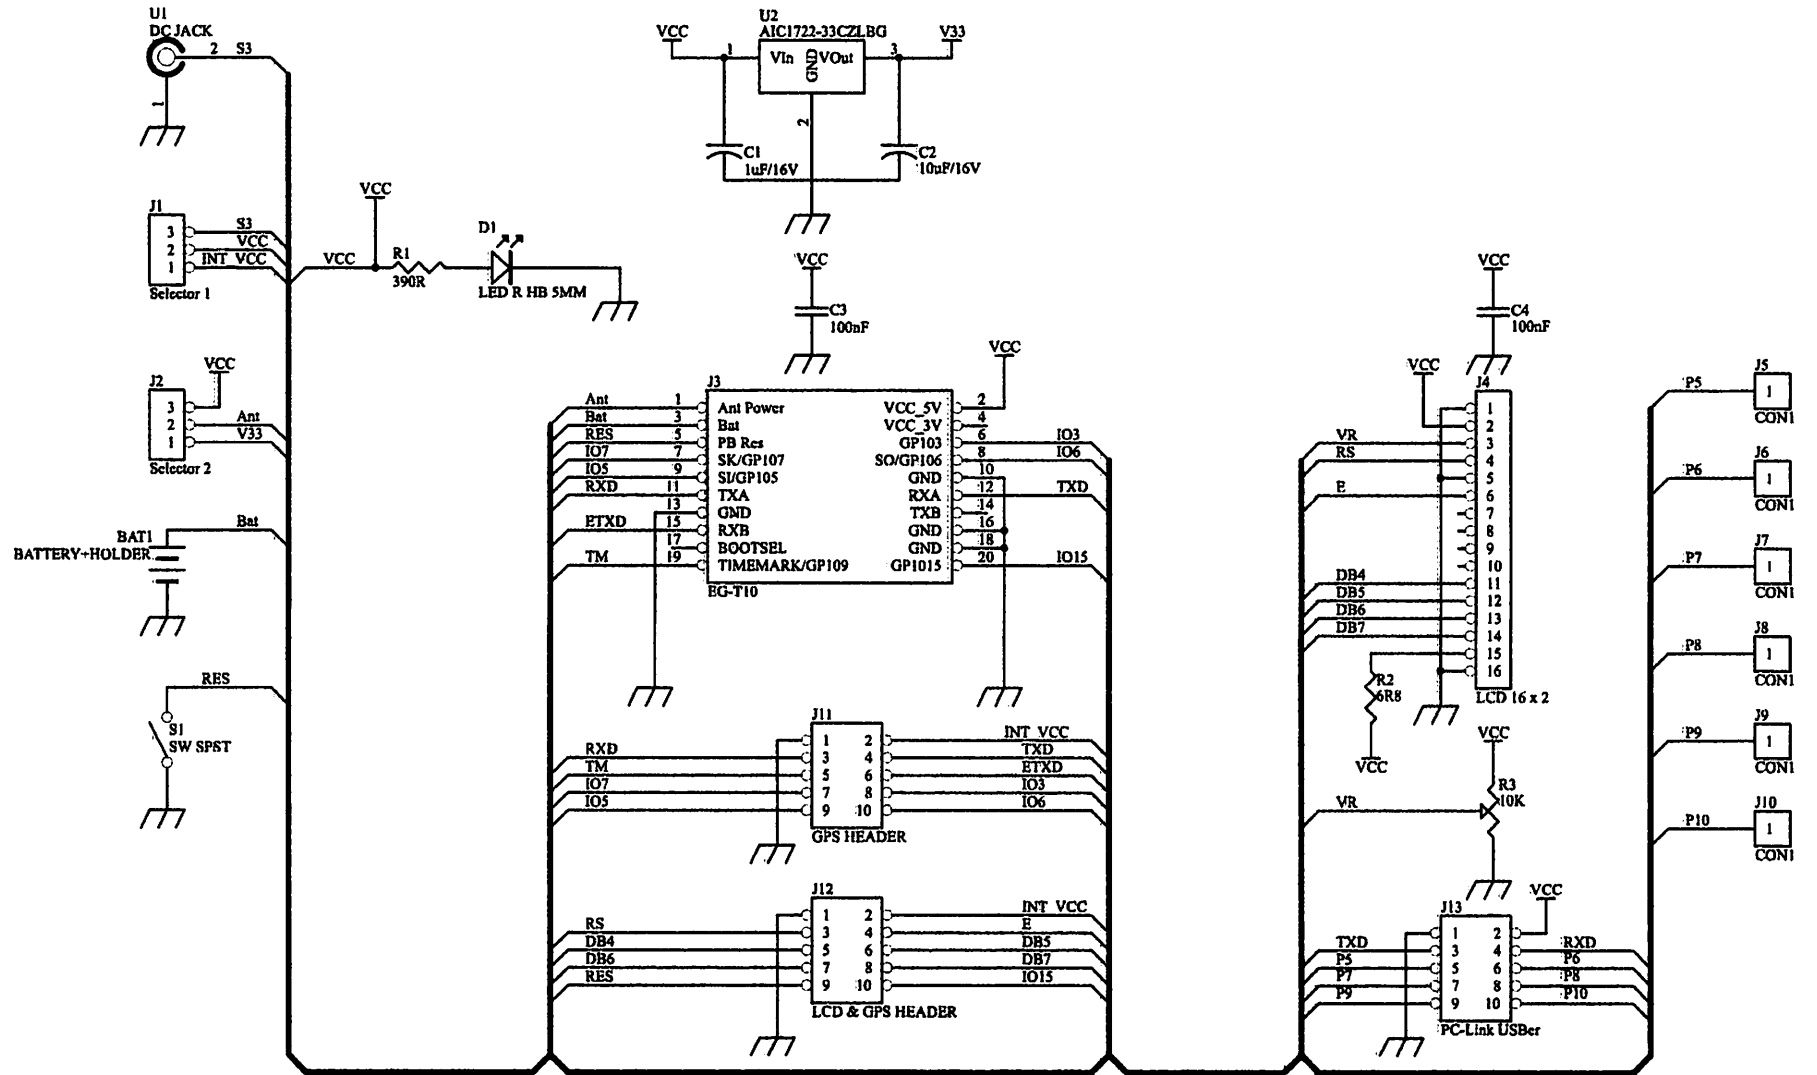 U1
DC JACK
2 S3
1
J1
3 S3
2 VCC
1 INT VCC
Selector 1
VCC
VCC
R1
390R
D1
LED R HB 5MM
J2
VCC
3
2 Ant
1 V33
Selector 2
BAT1
BATTERY+HOLDER
Bat
RES
S1
SW SPST
U2
AIC1722-33CZLBG
VCC
1
VIn
GND
VOut
3
V33
2
C1
1uF/16V
C2
10uF/16V
VCC
C3
100nF
VCC
J3
Ant 1 Ant Power VCC_5V 2
Bat 3 Bat VCC_3V 4
RES 5 PB Res GP103 6 IO3
IO7 7 SK/GP107 SO/GP106 8 IO6
IO5 9 SI/GP105 GND 10
RXD 11 TXA RXA 12 TXD
13 GND TXB 14
ETXD 15 RXB GND 16
17 BOOTSEL GND 18
TM 19 TIMEMARK/GP109 GP1015 20 IO15
EG-T10
J11
1 2 INT VCC
RXD 3 4 TXD
TM 5 6 ETXD
IO7 7 8 IO3
IO5 9 10 IO6
GPS HEADER
J12
1 2 INT VCC
RS 3 4 E
DB4 5 6 DB5
DB6 7 8 DB7
RES 9 10 IO15
LCD & GPS HEADER
VCC
C4
100nF
VCC
J4
1
2
VR 3
RS 4
5
E 6
7
8
9
10
DB4 11
DB5 12
DB6 13
DB7 14
15
16
LCD 16 x 2
R2
6R8
VCC
VCC
R3
10K
VR
J13
VCC
1 2
TXD 3 4 RXD
P5 5 6 P6
P7 7 8 P8
P9 9 10 P10
PC-Link USBer
J5
P5 1
CON1
J6
P6 1
CON1
J7
P7 1
CON1
J8
P8 1
CON1
J9
P9 1
CON1
J10
P10 1
CON1